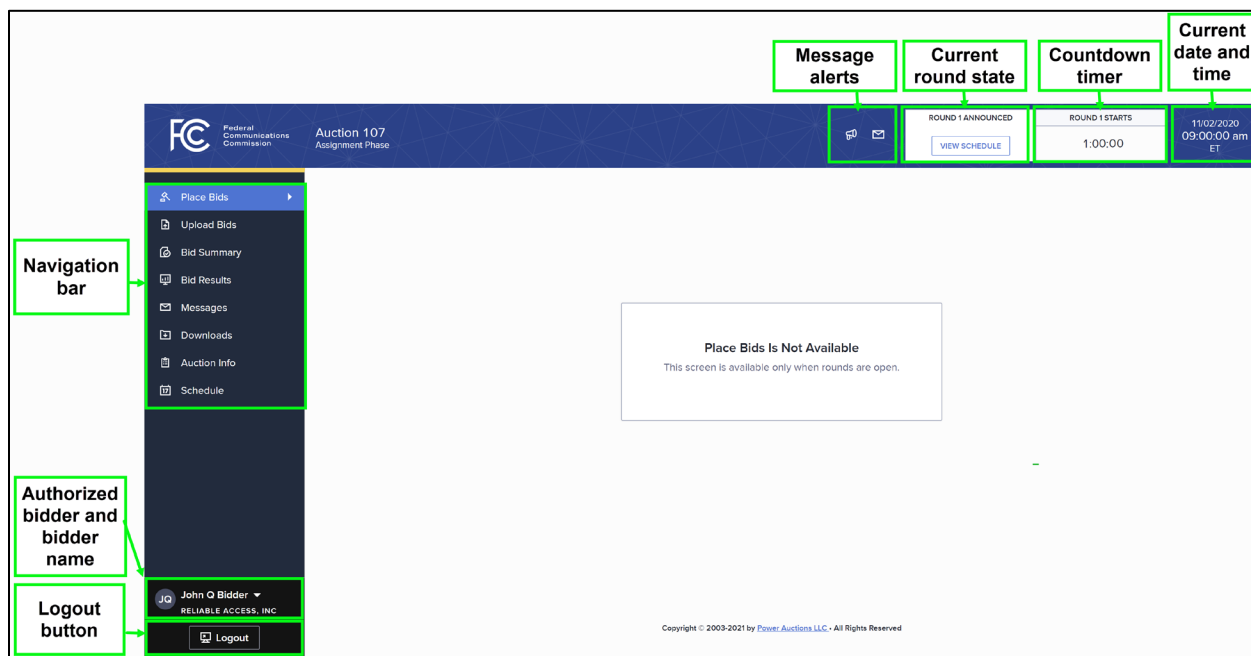 Message
alerts
Current
round state
Countdown
timer
Current
date and
time
FCC
Federal
Communications
Commission
Auction 107
Assignment Phase
ROUND 1 ANNOUNCED
VIEW SCHEDULE
ROUND 1 STARTS
1:00:00
11/02/2020
09:00:00 am
ET
Navigation
bar
Place Bids
Upload Bids
Bid Summary
Bid Results
Messages
Downloads
Auction Info
17 Schedule
Place Bids Is Not Available
This screen is available only when rounds are open.
Authorized
bidder and
bidder
name
JQ John Q Bidder
RELIABLE ACCESS, INC
Logout
button
Logout
Copyright © 2003-2021 by Power Auctions LLC • All Rights Reserved